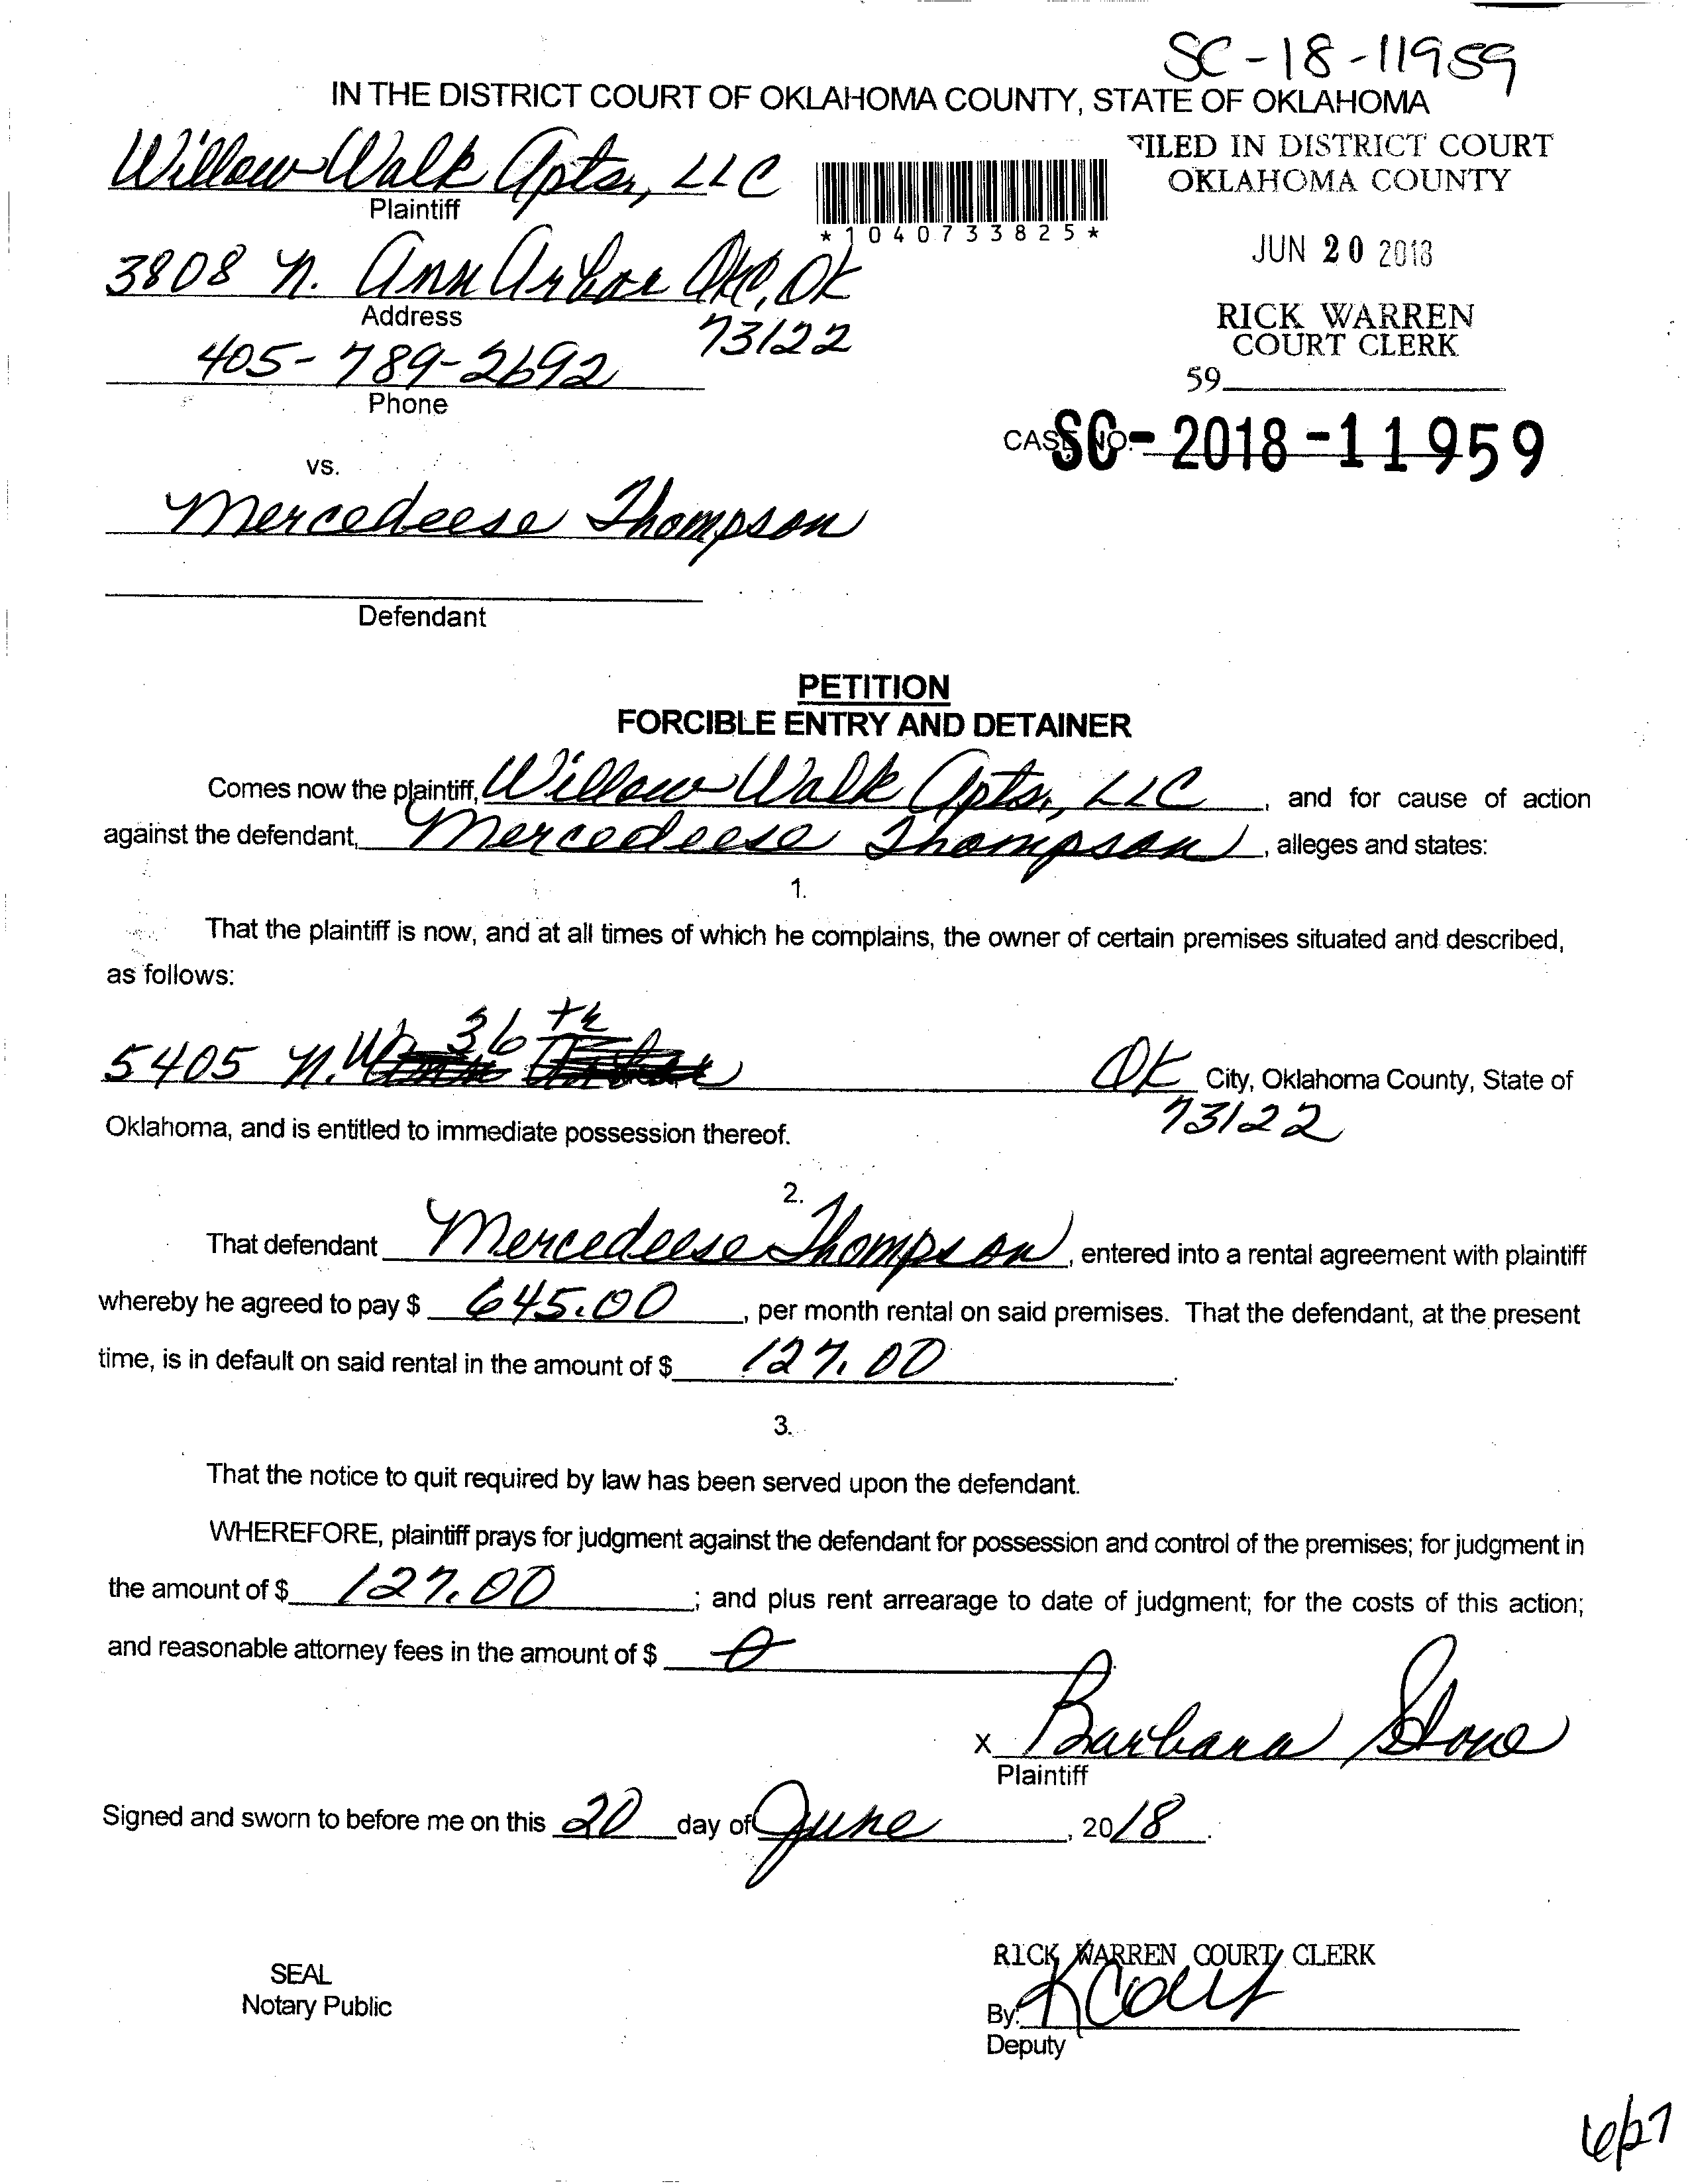 SC-18-11959
IN THE DISTRICT COURT OF OKLAHOMA COUNTY, STATE OF OKLAHOMA
Willow Walk Apts, LLC
Plaintiff
FILED IN DISTRICT COURT
OKLAHOMA COUNTY
*1040733825*
JUN 20 2018
3808 N. Ann Arbor OKC, OK
Address
73122
RICK WARREN
COURT CLERK
405-789-2692
Phone
59
CASE NO. SC-2018-11959
vs.
Mercedeese Thompson
Defendant
PETITION
FORCIBLE ENTRY AND DETAINER
Comes now the plaintiff, Willow Walk Apts, LLC, and for cause of action
against the defendant, Mercedeese Thompson, alleges and states:
1.
That the plaintiff is now, and at all times of which he complains, the owner of certain premises situated and described,
as follows:
5405 N.W 36th OK City, Oklahoma County, State of
73122
Oklahoma, and is entitled to immediate possession thereof.
2.
That defendant Mercedeese Thompson, entered into a rental agreement with plaintiff
whereby he agreed to pay $ 645.00, per month rental on said premises. That the defendant, at the present
time, is in default on said rental in the amount of $ 127.00.
3.
That the notice to quit required by law has been served upon the defendant.
WHEREFORE, plaintiff prays for judgment against the defendant for possession and control of the premises; for judgment in
the amount of $ 127.00; and plus rent arrearage to date of judgment; for the costs of this action;
and reasonable attorney fees in the amount of $ 0
X Barbara Stone
Plaintiff
Signed and sworn to before me on this 20 day of June, 2018.
SEAL
Notary Public
RICK WARREN COURT CLERK
By:
Deputy
6/27